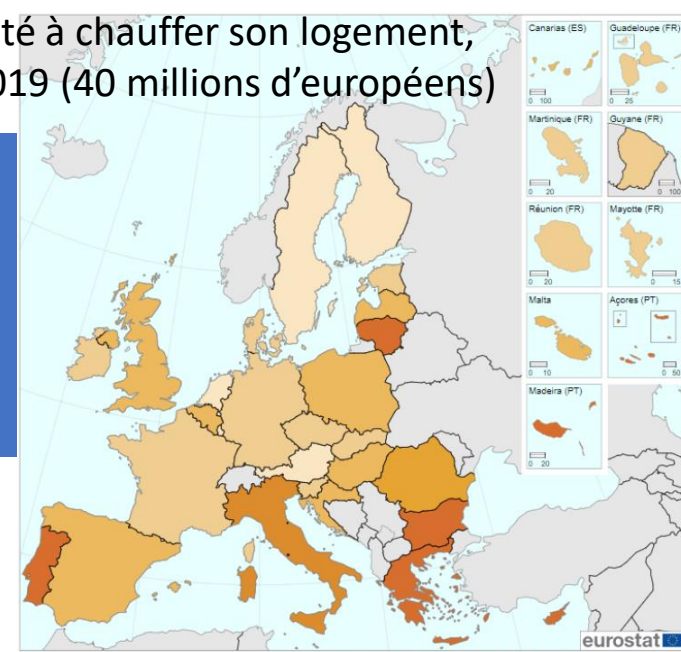 té à chauffer son logement,
019 (40 millions d'européens)
Canarias (ES)
0 100
Guadeloupe (FR)
0 25
Martinique (FR)
0 20
Guyane (FR)
0 100
Réunion (FR)
0 20
Mayotte (FR)
0 15
Malta
0 10
Açores (PT)
0 50
Madeira (PT)
0 20
eurostat